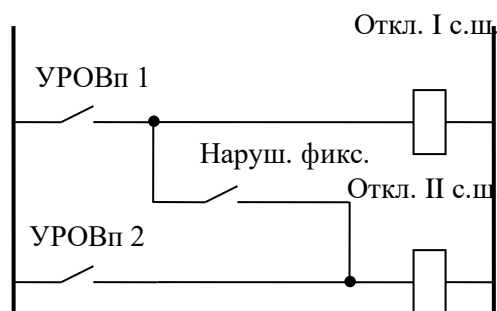 Откл. I с.ш.
УРОВп 1
Наруш. фикс.
Откл. II с.ш
УРОВп 2